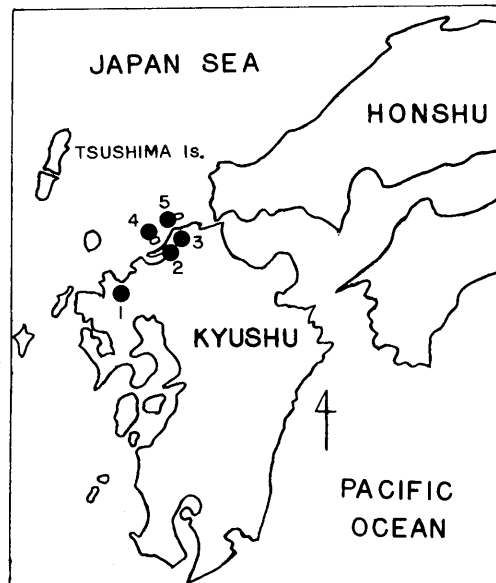 JAPAN SEA
HONSHU
TSUSHIMA Is.
5
4
3
2
1
KYUSHU
PACIFIC
OCEAN